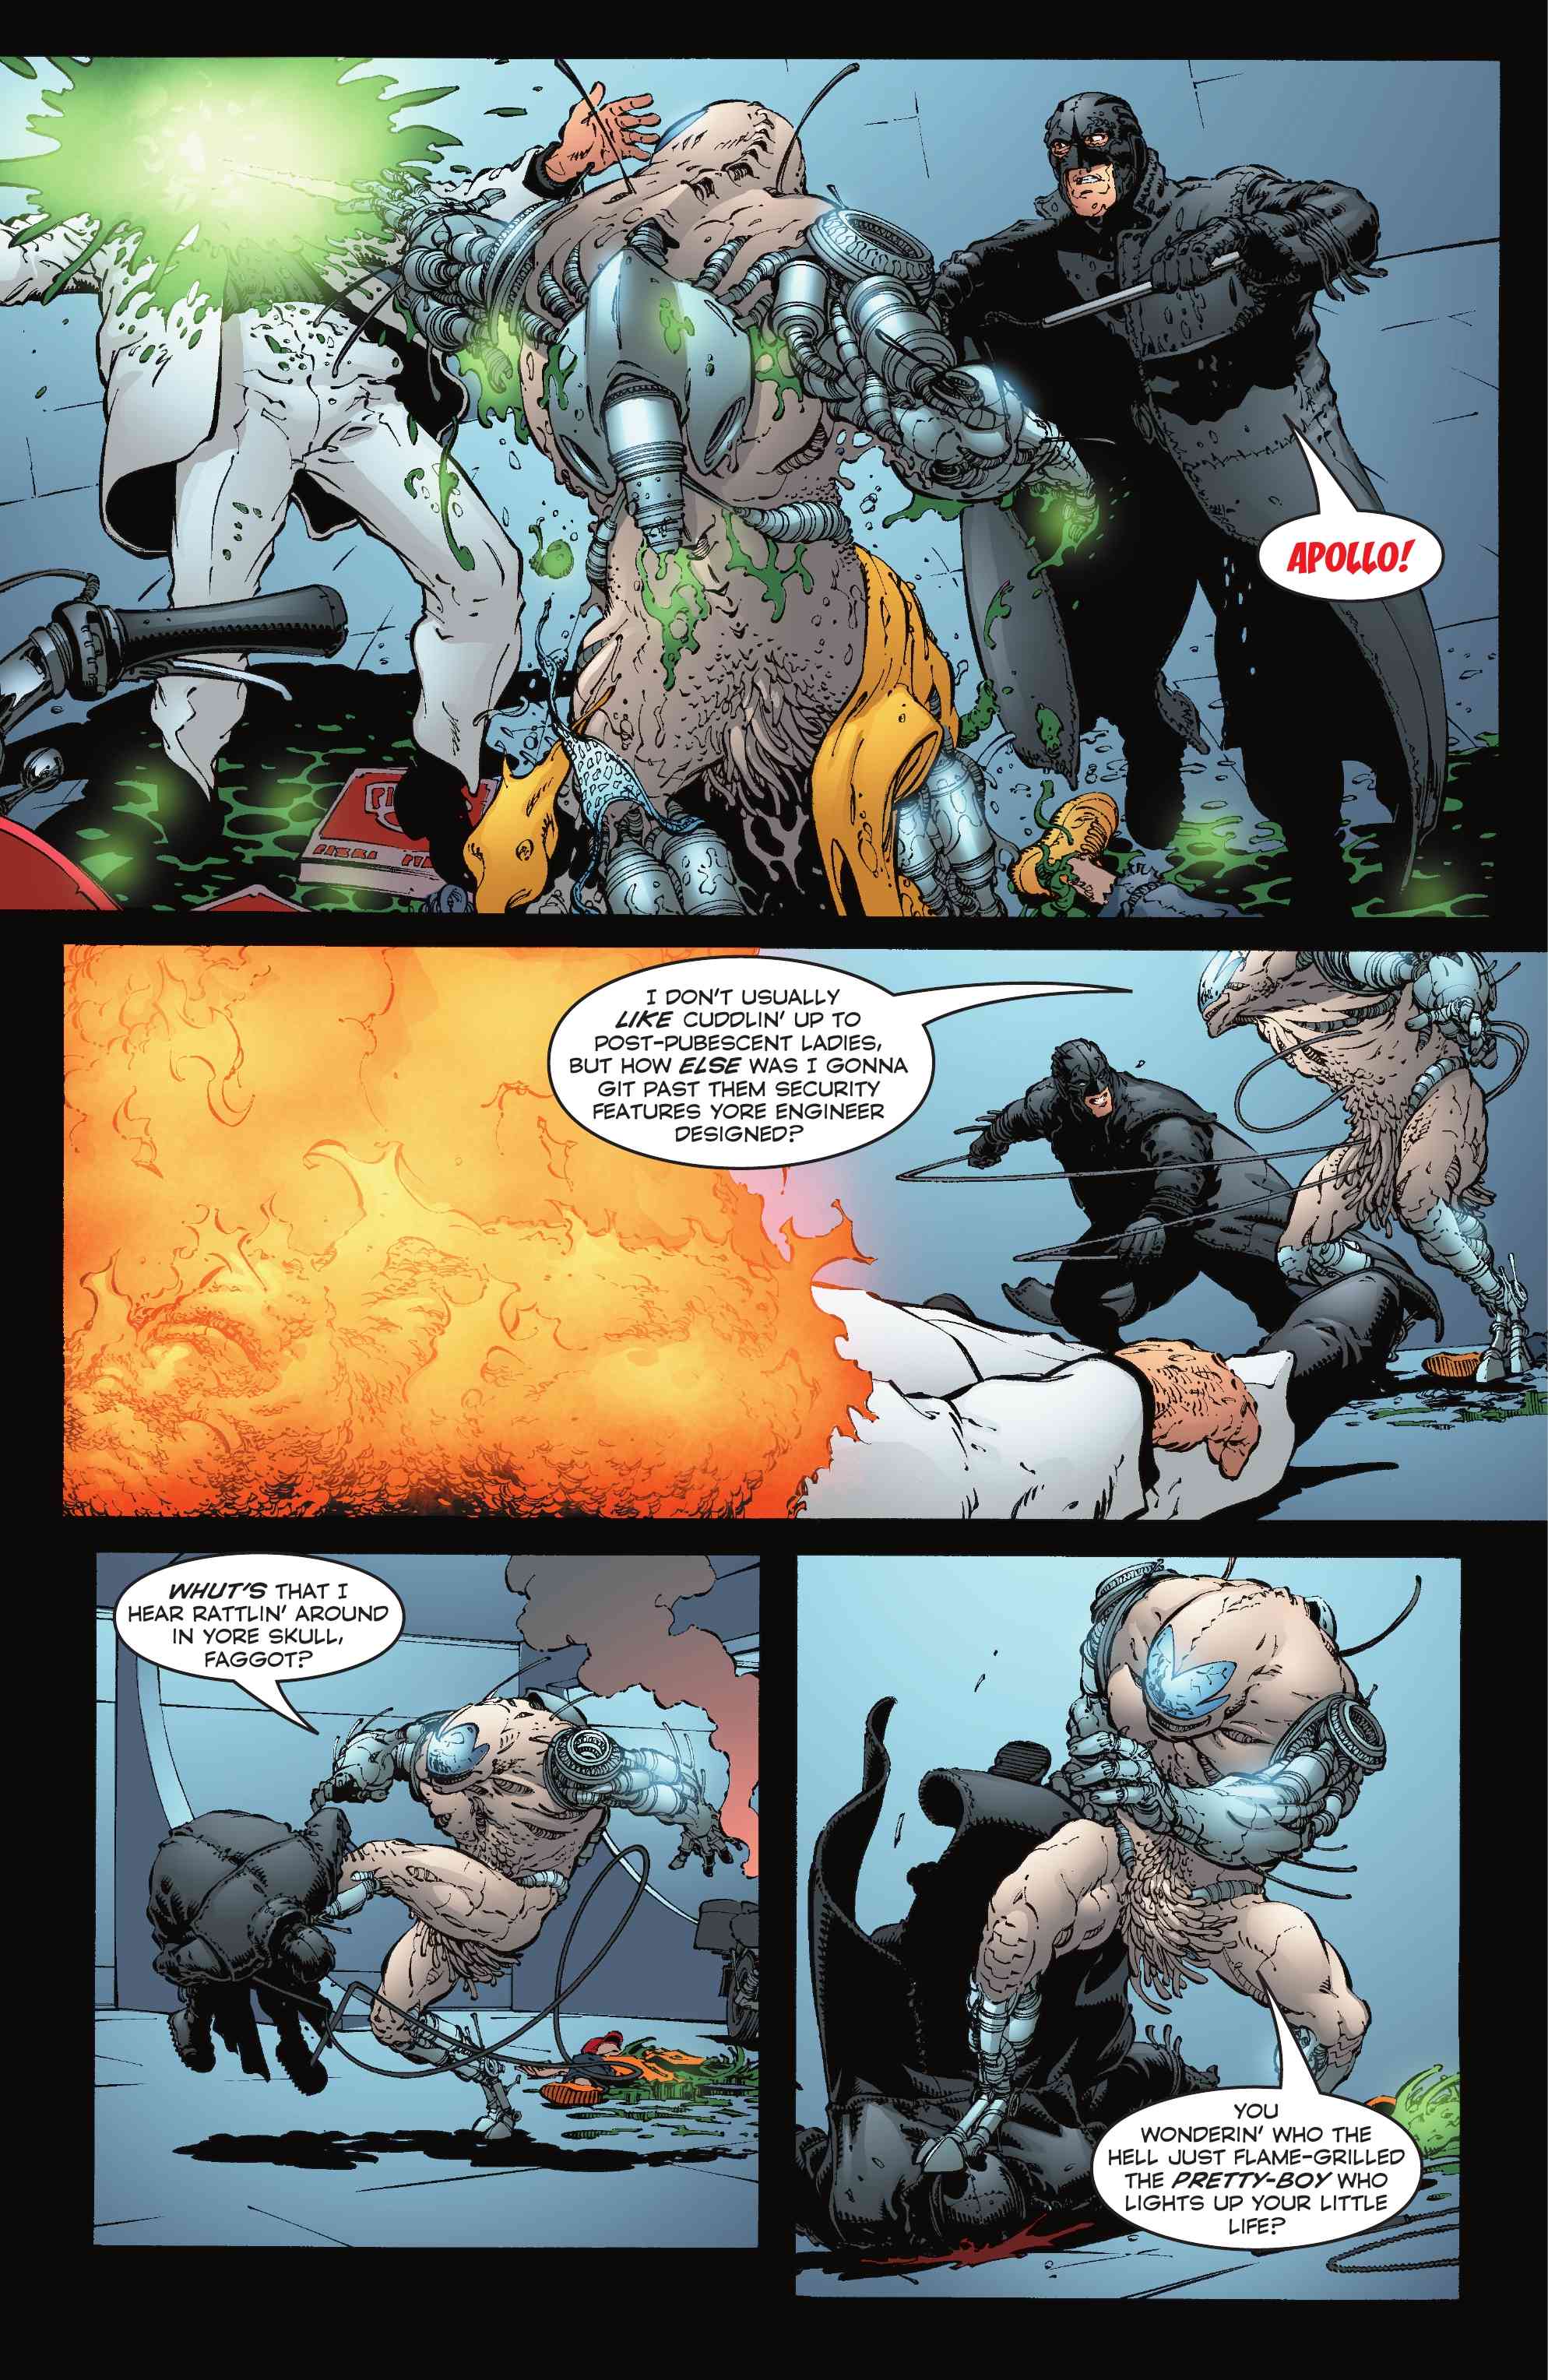 APOLLO!
I DON'T USUALLY
LIKE CUDDLIN' UP TO
POST-PUBESCENT LADIES,
BUT HOW ELSE WAS I GONNA
GIT PAST THEM SECURITY
FEATURES YORE ENGINEER
DESIGNED?
WHUT'S THAT I
HEAR RATTLIN' AROUND
IN YORE SKULL,
FAGGOT?
YOU
WONDERIN' WHO THE
HELL JUST FLAME-GRILLED
THE PRETTY-BOY WHO
LIGHTS UP YOUR LITTLE
LIFE?